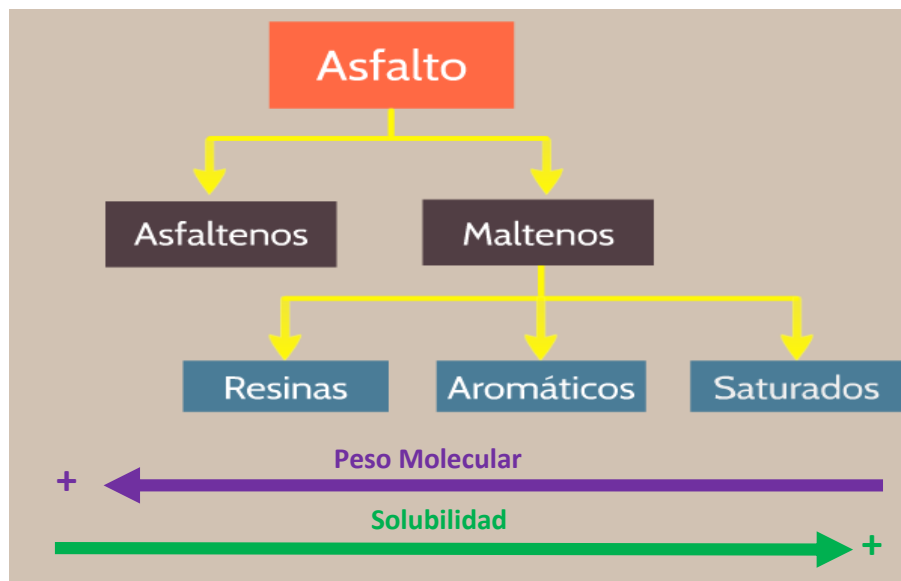 Asfalto
Asfaltenos
Maltenos
Resinas
Aromáticos
Saturados
Peso Molecular
+
Solubilidad
+